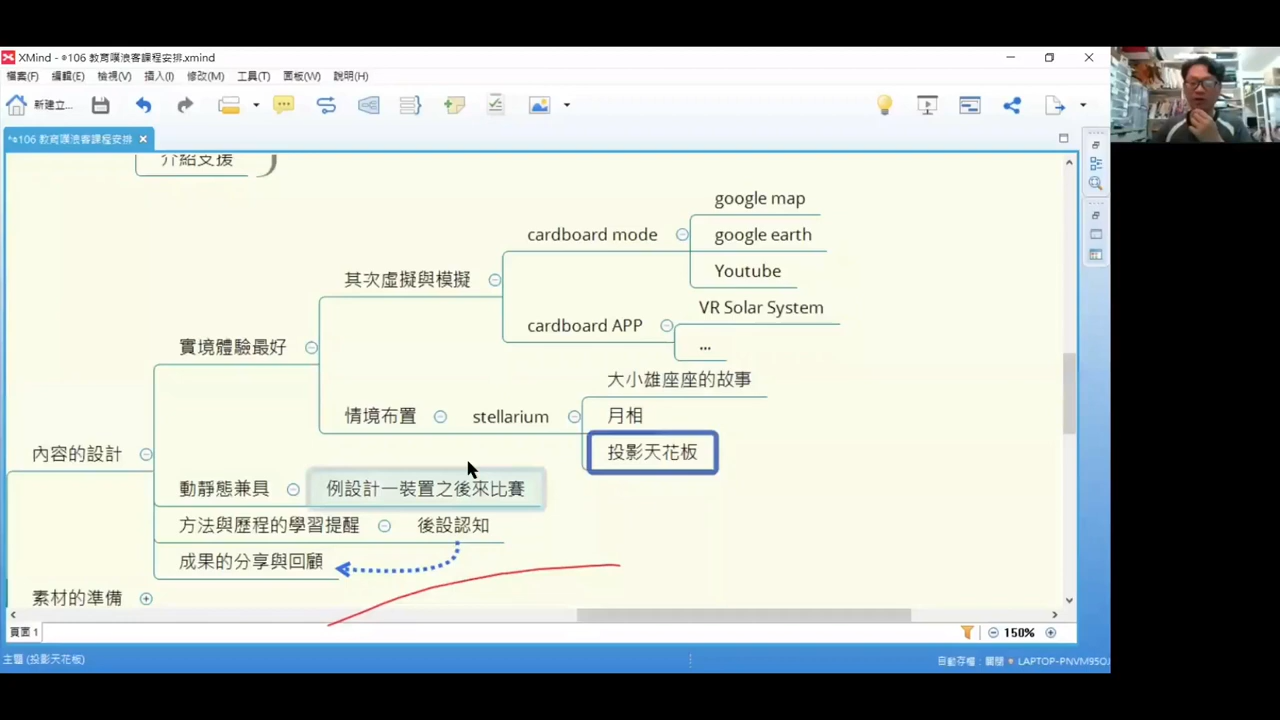 XMind - 106 教育噗浪客課程安排.xmind
檔案(F) 編輯(E) 檢視(V) 插入(I) 修改(M) 工具(T) 面板(W) 說明(H)
新建立...
*106 教育噗浪客課程安排
介紹支援
google map
cardboard mode
google earth
其次虛擬與模擬
Youtube
VR Solar System
cardboard APP
...
實境體驗最好
大小雄座座的故事
情境布置
stellarium
月相
內容的設計
投影天花板
動靜態兼具
例設計一裝置之後來比賽
方法與歷程的學習提醒
後設認知
成果的分享與回顧
素材的準備
頁面 1
150%
主題 (投影天花板)
自動存檔：關閉
LAPTOP-PNVM95OJ